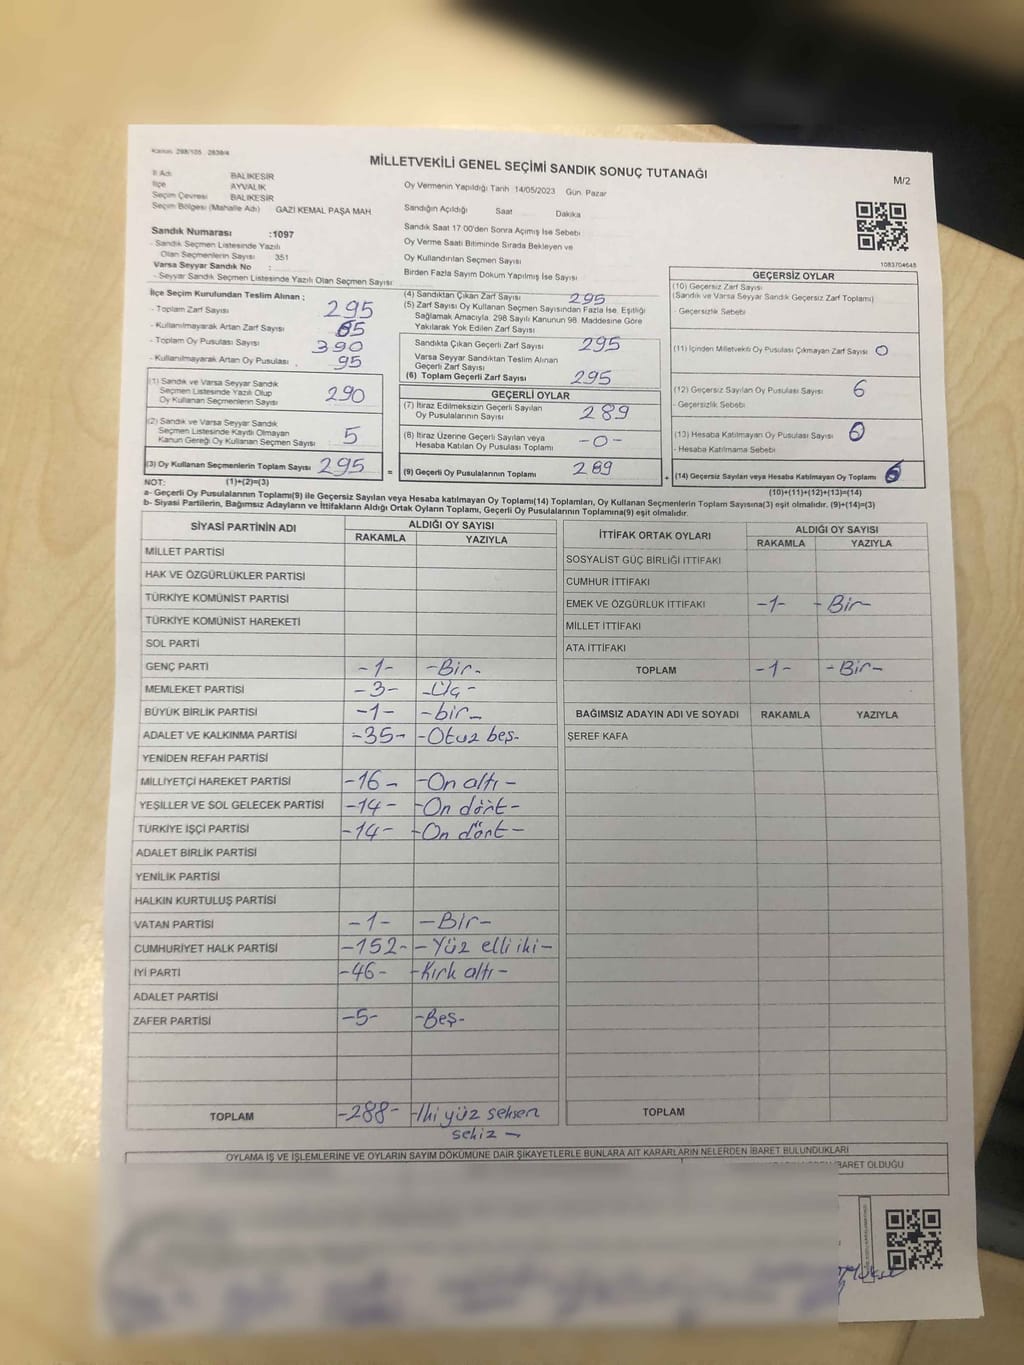 Kanun 298/105 2839/4
MİLLETVEKİLİ GENEL SEÇİMİ SANDIK SONUÇ TUTANAĞI
M/2
İl Adı BALIKESİR
İlçe AYVALIK
Seçim Çevresi BALIKESİR
Seçim Bölgesi (Mahalle Adı) GAZİ KEMAL PAŞA MAH
Sandık Numarası :1097
- Sandık Seçmen Listesinde Yazılı
Olan Seçmenlerin Sayısı 351
Varsa Seyyar Sandık No :
- Seyyar Sandık Seçmen Listesinde Yazılı Olan Seçmen Sayısı
Oy Vermenin Yapıldığı Tarih 14/05/2023 Gün. Pazar
Sandığın Açıldığı Saat Dakika
Sandık Saat 17 00'den Sonra Açımış İse Sebebi
Oy Verme Saati Bitiminde Sırada Bekleyen ve
Oy Kullandırılan Seçmen Sayısı
Birden Fazla Sayım Döküm Yapılmış İse Sayısı
1083704645
İlçe Seçim Kurulundan Teslim Alınan ;
- Toplam Zarf Sayısı 295
- Kullanılmayarak Artan Zarf Sayısı
- Toplam Oy Pusulası Sayısı 390
- Kullanılmayarak Artan Oy Pusulası 95
(1) Sandık ve Varsa Seyyar Sandık
Seçmen Listesinde Yazılı Olup
Oy Kullanan Seçmenlerin Sayısı 290
(2) Sandık ve Varsa Seyyar Sandık
Seçmen Listesinde Kayıtlı Olmayan
Kanun Gereği Oy Kullanan Seçmen Sayısı 5
(3) Oy Kullanan Seçmenlerin Toplam Sayısı 295
(4) Sandıktan Çıkan Zarf Sayısı 295
(5) Zarf Sayısı Oy Kullanan Seçmen Sayısından Fazla İse, Eşitliği
Sağlamak Amacıyla. 298 Sayılı Kanunun 98. Maddesine Göre
Yakılarak Yok Edilen Zarf Sayısı
Sandıkta Çıkan Geçerli Zarf Sayısı 295
Varsa Seyyar Sandıktan Teslim Alınan
Geçerli Zarf Sayısı
(6) Toplam Geçerli Zarf Sayısı 295
GEÇERLİ OYLAR
(7) İtiraz Edilmeksizin Geçerli Sayılan
Oy Pusulalarının Sayısı 289
(8) İtiraz Üzerine Geçerli Sayılan veya
Hesaba Katılan Oy Pusulası Toplamı -0-
= (9) Geçerli Oy Pusulalarının Toplamı 289
GEÇERSİZ OYLAR
(10) Geçersiz Zarf Sayısı
(Sandık ve Varsa Seyyar Sandık Geçersiz Zarf Toplamı)
- Geçersizlik Sebebi
(11) İçinden Milletvekili Oy Pusulası Çıkmayan Zarf Sayısı 0
(12) Geçersiz Sayılan Oy Pusulası Sayısı 6
- Geçersizlik Sebebi
(13) Hesaba Katılmayan Oy Pusulası Sayısı
- Hesaba Katılmama Sebebi
+ (14) Geçersiz Sayılan veya Hesaba Katılmayan Oy Toplamı 6
NOT: (1)+(2)=(3) (10)+(11)+(12)+(13)=(14)
a- Geçerli Oy Pusulalarının Toplamı(9) ile Geçersiz Sayılan veya Hesaba katılmayan Oy Toplamı(14) Toplamları, Oy Kullanan Seçmenlerin Toplam Sayısına(3) eşit olmalıdır. (9)+(14)=(3)
b- Siyasi Partilerin, Bağımsız Adayların ve İttifakların Aldığı Ortak Oyların Toplamı, Geçerli Oy Pusulalarının Toplamına(9) eşit olmalıdır.
SİYASİ PARTİNİN ADI ALDIĞI OY SAYISI
RAKAMLA YAZIYLA
MİLLET PARTİSİ
HAK VE ÖZGÜRLÜKLER PARTİSİ
TÜRKİYE KOMÜNİST PARTİSİ
TÜRKİYE KOMÜNİST HAREKETİ
SOL PARTİ
GENÇ PARTİ -1- -Bir-
MEMLEKET PARTİSİ -3- -Üç-
BÜYÜK BİRLİK PARTİSİ -1- -bir-
ADALET VE KALKINMA PARTİSİ -35- -Otuz beş-
YENİDEN REFAH PARTİSİ
MİLLİYETÇİ HAREKET PARTİSİ -16- -On altı-
YEŞİLLER VE SOL GELECEK PARTİSİ -14- -On dört-
TÜRKİYE İŞÇİ PARTİSİ -14- -On dört-
ADALET BİRLİK PARTİSİ
YENİLİK PARTİSİ
HALKIN KURTULUŞ PARTİSİ
VATAN PARTİSİ -1- -Bir-
CUMHURİYET HALK PARTİSİ -152- -Yüz elli iki-
İYİ PARTİ -46- -Kırk altı-
ADALET PARTİSİ
ZAFER PARTİSİ -5- -Beş-
TOPLAM -288- -İki yüz seksen
sekiz-
İTTİFAK ORTAK OYLARI ALDIĞI OY SAYISI
RAKAMLA YAZIYLA
SOSYALİST GÜÇ BİRLİĞİ İTTİFAKI
CUMHUR İTTİFAKI
EMEK VE ÖZGÜRLÜK İTTİFAKI -1- -Bir-
MİLLET İTTİFAKI
ATA İTTİFAKI
TOPLAM -1- -Bir-
BAĞIMSIZ ADAYIN ADI VE SOYADI RAKAMLA YAZIYLA
ŞEREF KAFA
TOPLAM
OYLAMA İŞ VE İŞLEMLERİNE VE OYLARIN SAYIM DÖKÜMÜNE DAİR ŞİKAYETLERLE BUNLARA AİT KARARLARIN NELERDEN İBARET BULUNDUKLARI
İBARET OLDUĞU